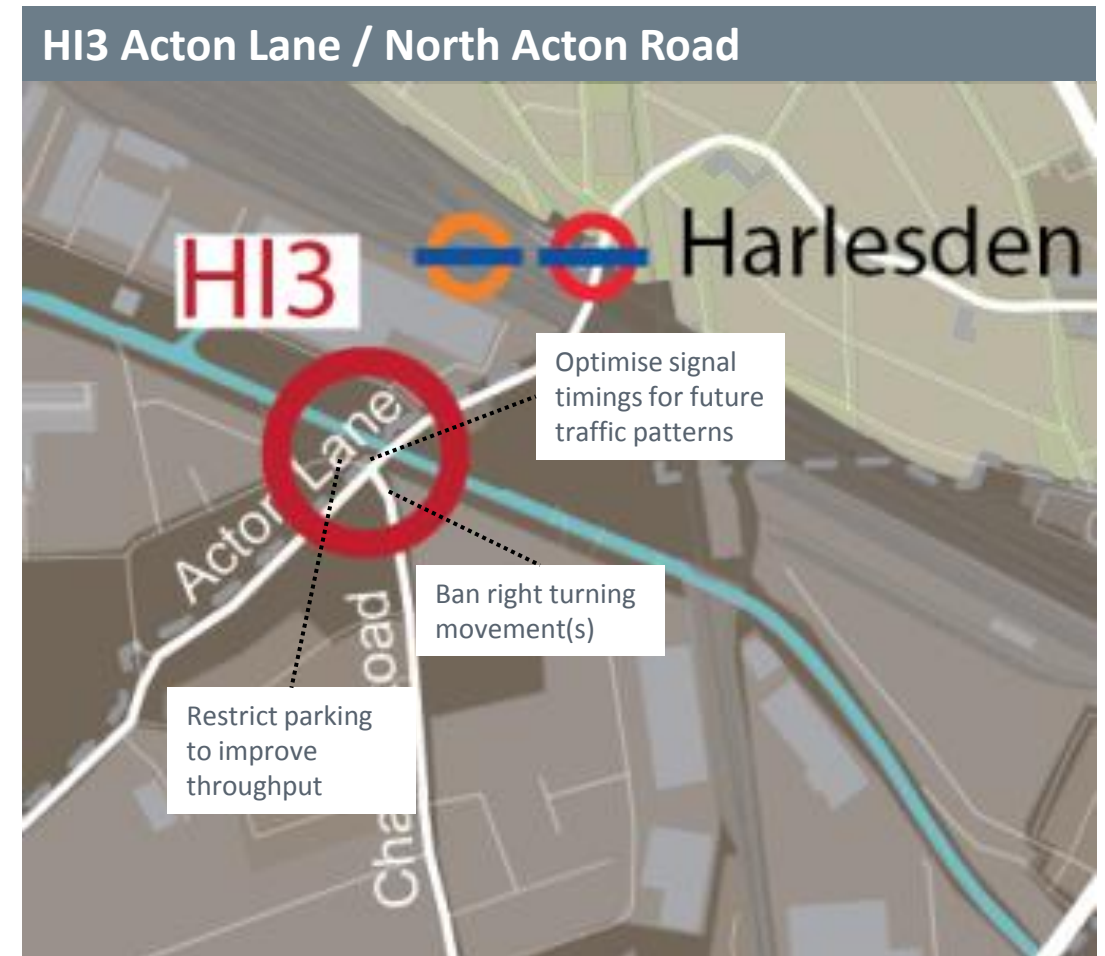 HI3 Acton Lane / North Acton Road
HI3
Harlesden
Optimise signal
timings for future
traffic patterns
Acton Lane
Ban right turning
movement(s)
Road
Restrict parking
to improve
throughput